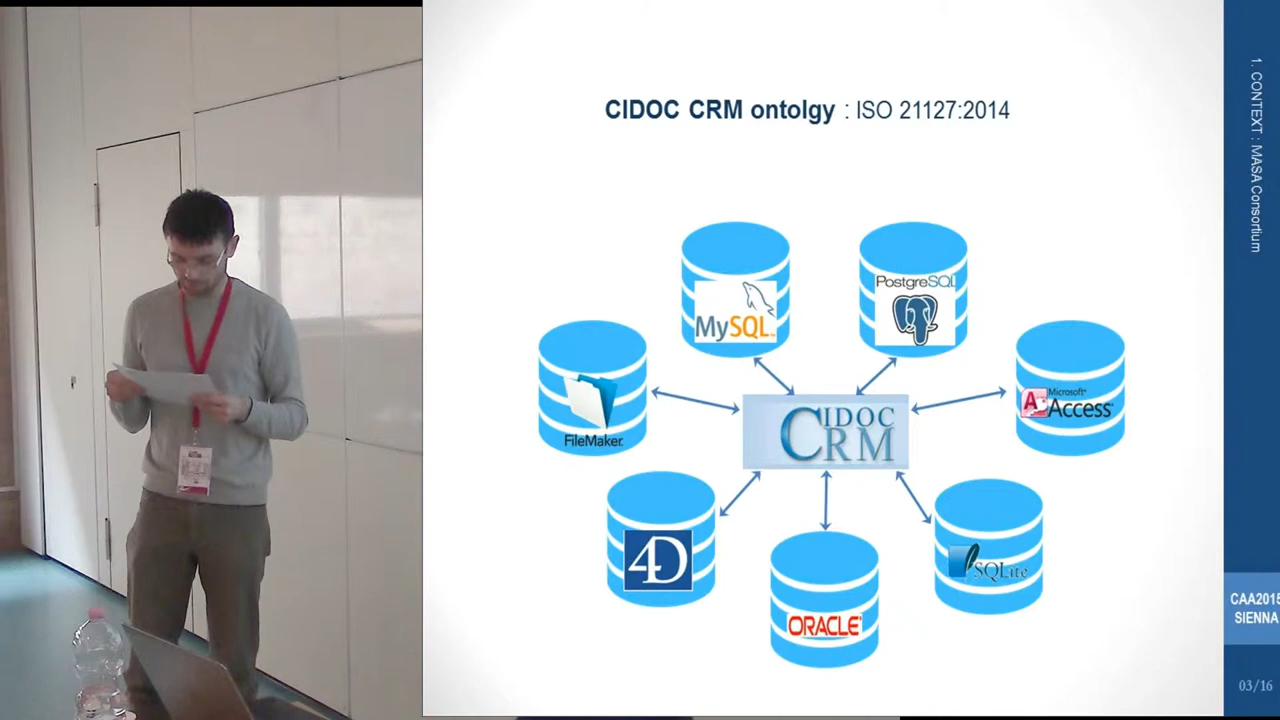 CIDOC CRM ontolgy : ISO 21127:2014
MySQL
PostgreSQL
FileMaker
Microsoft
Access
CIDOC
CRM
4D
SQLite
ORACLE
1. CONTEXT : MASA Consortium
CAA2015
SIENNA
03/16